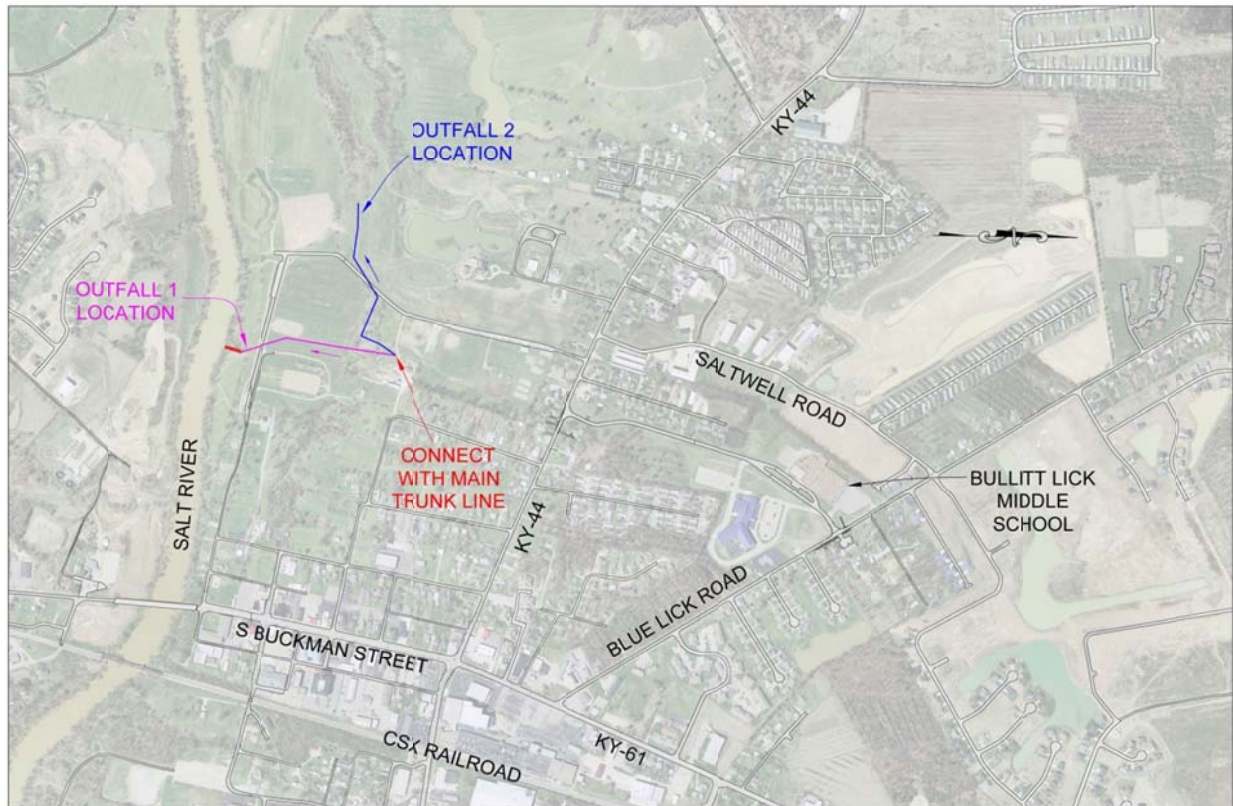 OUTFALL 2
LOCATION
KY-44
OUTFALL 1
LOCATION
SALTWELL ROAD
CONNECT
WITH MAIN
TRUNK LINE
BULLITT LICK
MIDDLE
SCHOOL
SALT RIVER
KY-44
BLUE LICK ROAD
S BUCKMAN STREET
KY-61
CSX RAILROAD